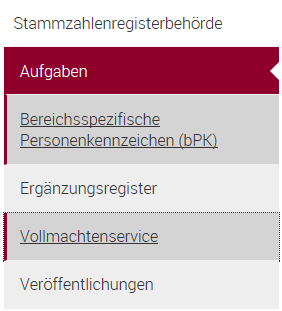 Stammzahlenregisterbehörde
Aufgaben
Bereichsspezifische
Personenkennzeichen (bPK)
Ergänzungsregister
Vollmachtenservice
Veröffentlichungen